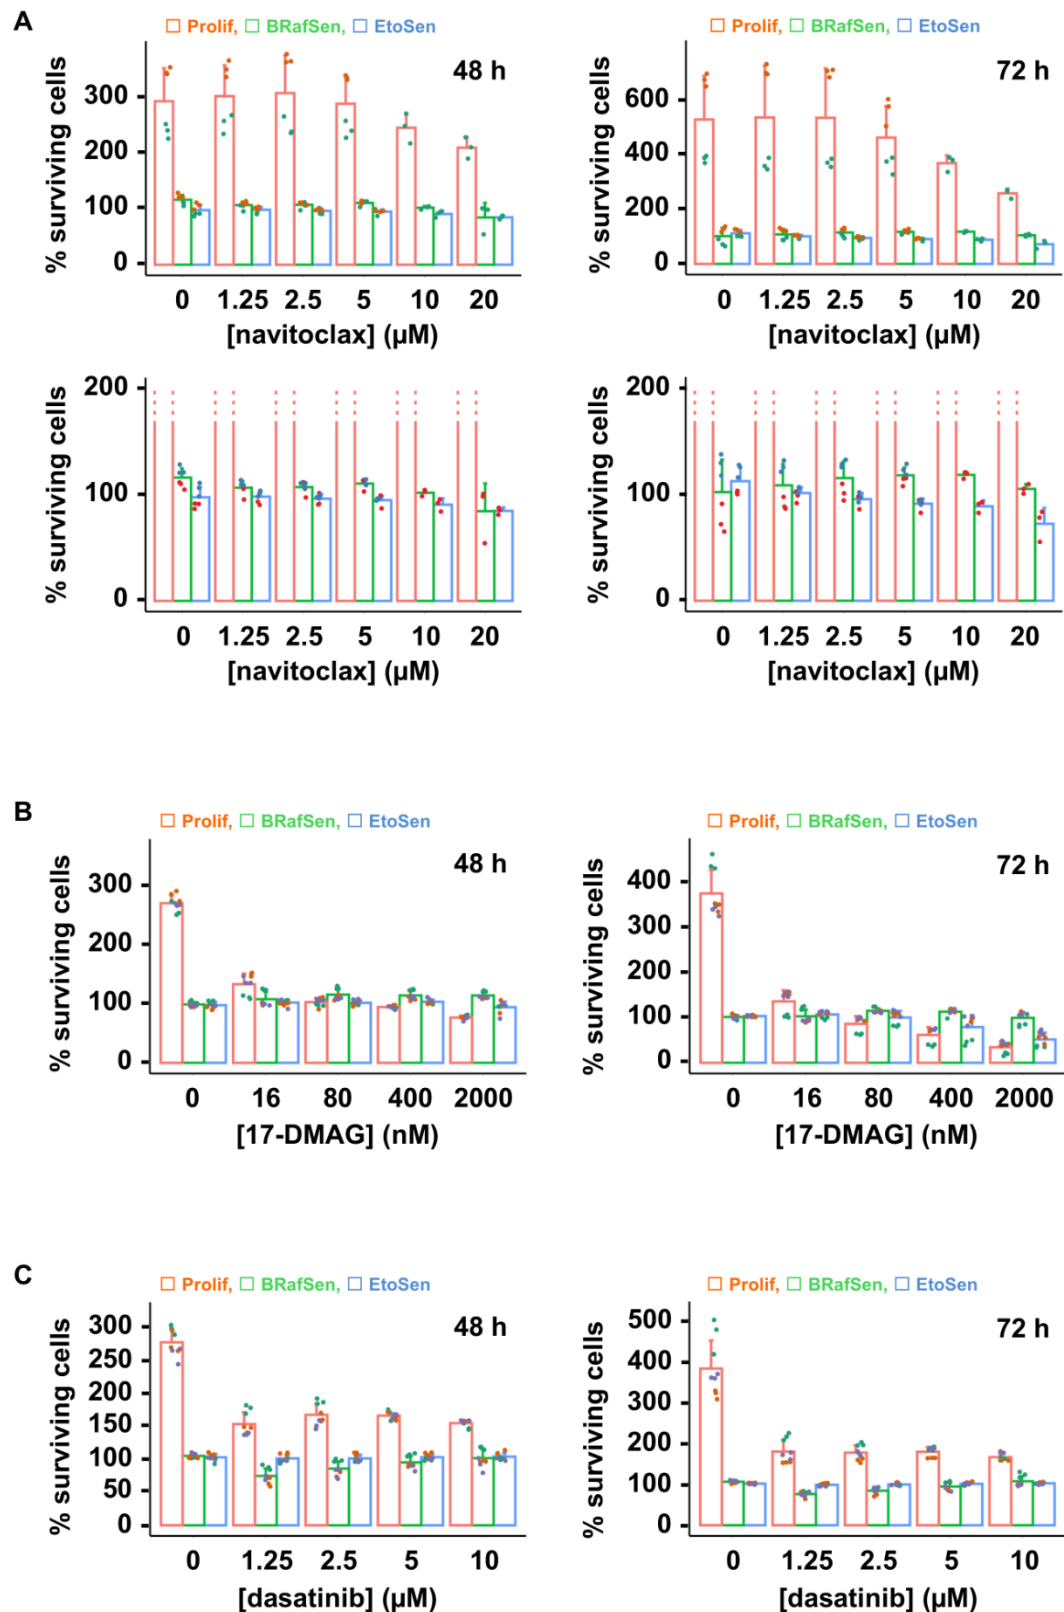 A
Prolif, BRafSen, EtoSen
48 h
% surviving cells
300
200
100
0
0 1.25 2.5 5 10 20
[navitoclax] (µM)
Prolif, BRafSen, EtoSen
72 h
% surviving cells
600
400
200
0
0 1.25 2.5 5 10 20
[navitoclax] (µM)
% surviving cells
200
100
0
0 1.25 2.5 5 10 20
[navitoclax] (µM)
% surviving cells
200
100
0
0 1.25 2.5 5 10 20
[navitoclax] (µM)
B
Prolif, BRafSen, EtoSen
48 h
% surviving cells
300
200
100
0
0 16 80 400 2000
[17-DMAG] (nM)
Prolif, BRafSen, EtoSen
72 h
% surviving cells
400
300
200
100
0
0 16 80 400 2000
[17-DMAG] (nM)
C
Prolif, BRafSen, EtoSen
48 h
% surviving cells
300
250
200
150
100
50
0
0 1.25 2.5 5 10
[dasatinib] (µM)
Prolif, BRafSen, EtoSen
72 h
% surviving cells
500
400
300
200
100
0
0 1.25 2.5 5 10
[dasatinib] (µM)